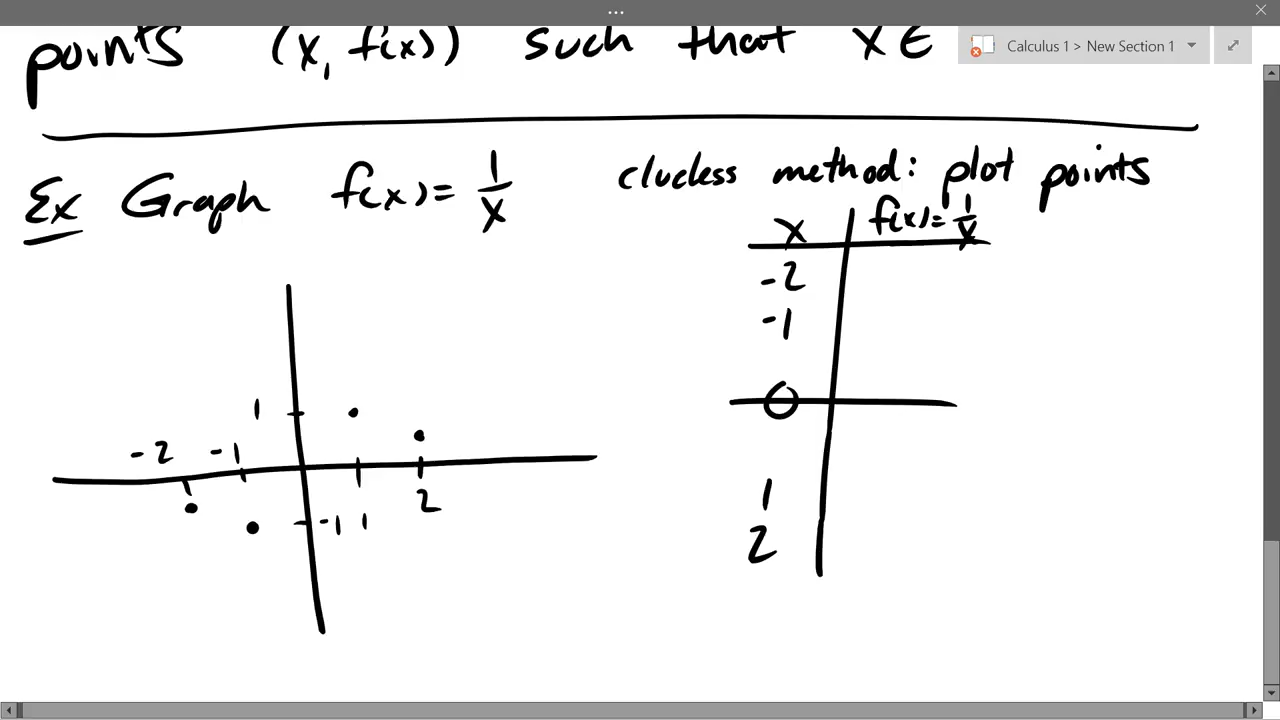 ...
Calculus 1 > New Section 1
points (x, f(x)) such that x ∈
Ex Graph f(x) = 1/x
clueless method: plot points
x f(x) = 1/x
-2
-1
0
1
2
1
-2 -1
2
-1 1